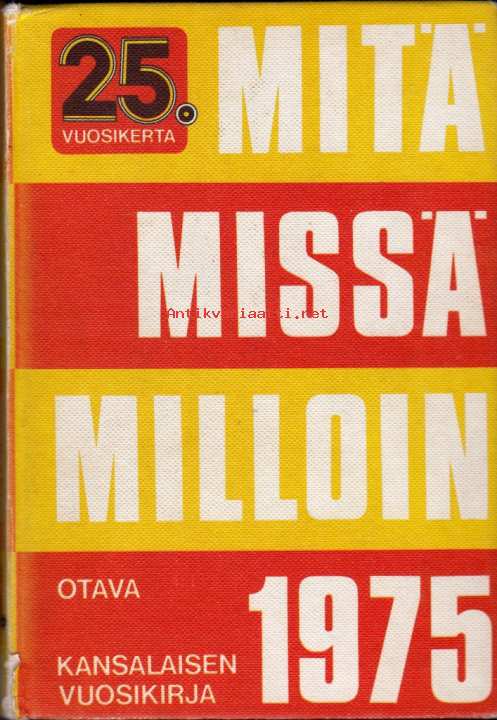 25.
VUOSIKERTA
MITÄ
MISSÄ
Antikvariaatti.net
MILLOIN
OTAVA
1975
KANSALAISEN
VUOSIKIRJA